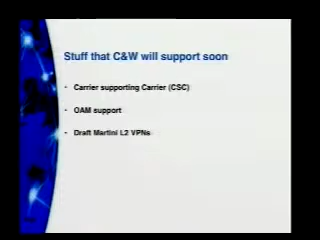 Stuff that C&W will support soon
• Carrier supporting Carrier (CSC)
• OAM support
• Draft Martini L2 VPNs